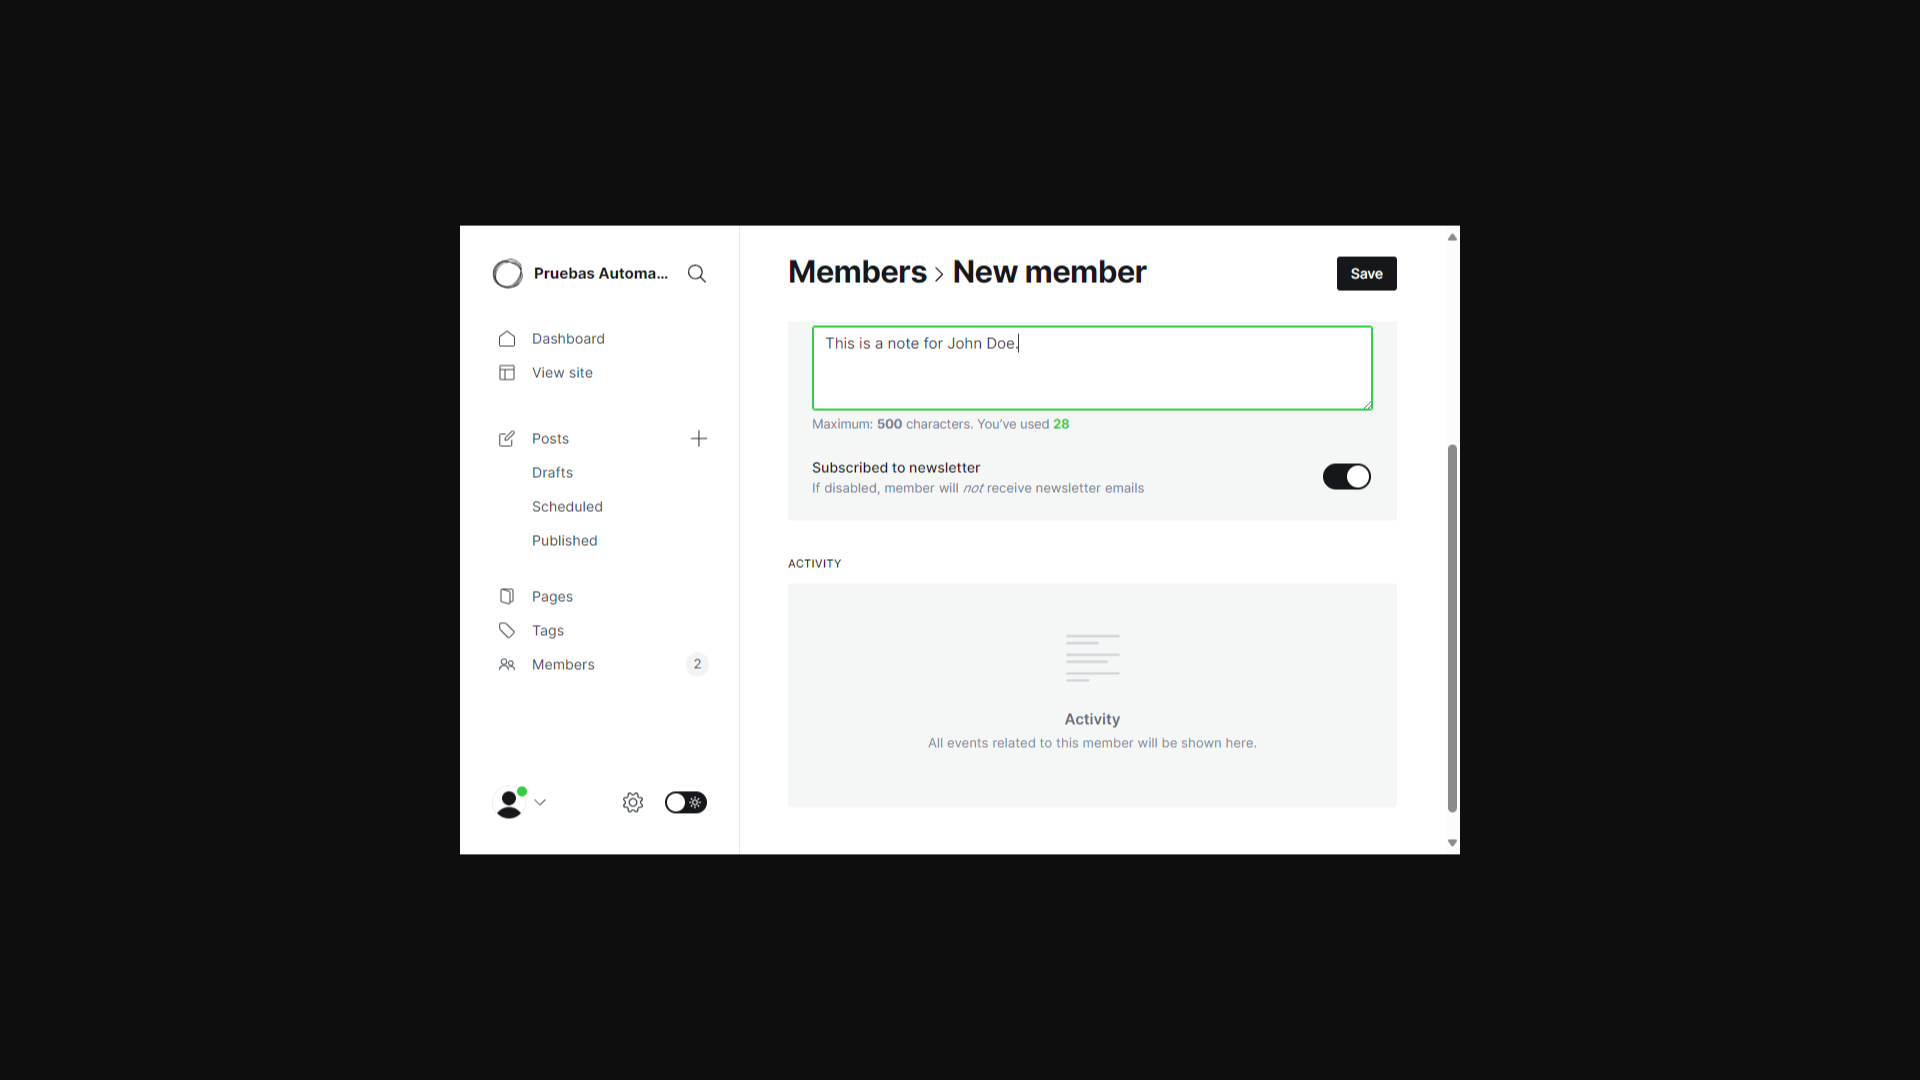 Pruebas Automa...
Dashboard
View site
Posts
Drafts
Scheduled
Published
Pages
Tags
Members 2
Members > New member
Save
This is a note for John Doe.
Maximum: 500 characters. You've used 28
Subscribed to newsletter
If disabled, member will not receive newsletter emails
ACTIVITY
Activity
All events related to this member will be shown here.